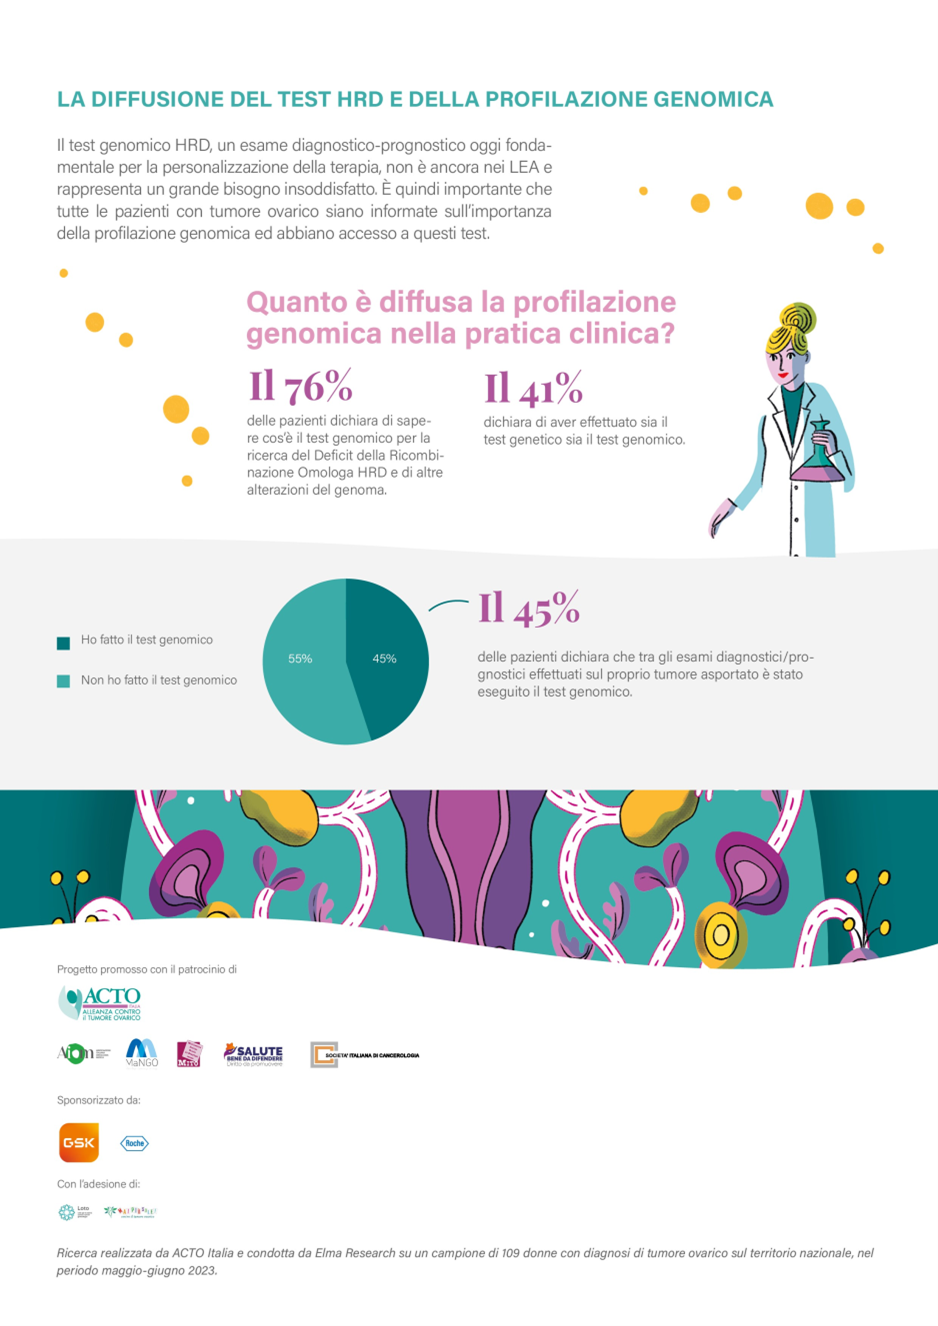 LA DIFFUSIONE DEL TEST HRD E DELLA PROFILAZIONE GENOMICA
Il test genomico HRD, un esame diagnostico-prognostico oggi fonda-
mentale per la personalizzazione della terapia, non è ancora nei LEA e
rappresenta un grande bisogno insoddisfatto. È quindi importante che
tutte le pazienti con tumore ovarico siano informate sull'importanza
della profilazione genomica ed abbiano accesso a questi test.
Quanto è diffusa la profilazione
genomica nella pratica clinica?
Il 76%
delle pazienti dichiara di sape-
re cos'è il test genomico per la
ricerca del Deficit della Ricombi-
nazione Omologa HRD e di altre
alterazioni del genoma.
Il 41%
dichiara di aver effettuato sia il
test genetico sia il test genomico.
Ho fatto il test genomico
Non ho fatto il test genomico
55%
45%
Il 45%
delle pazienti dichiara che tra gli esami diagnostici/pro-
gnostici effettuati sul proprio tumore asportato è stato
eseguito il test genomico.
Progetto promosso con il patrocinio di
ACTO
ITALIA
ALLEANZA CONTRO
il TUMORE OVARICO
AIOM
MaNGO
MITO
SALUTE
BENE DA DIFENDERE
Diritto da promuovere
SOCIETA' ITALIANA DI CANCEROLOGIA
Sponsorizzato da:
GSK
Roche
Con l'adesione di:
Loto
Ricerca realizzata da ACTO Italia e condotta da Elma Research su un campione di 109 donne con diagnosi di tumore ovarico sul territorio nazionale, nel
periodo maggio-giugno 2023.